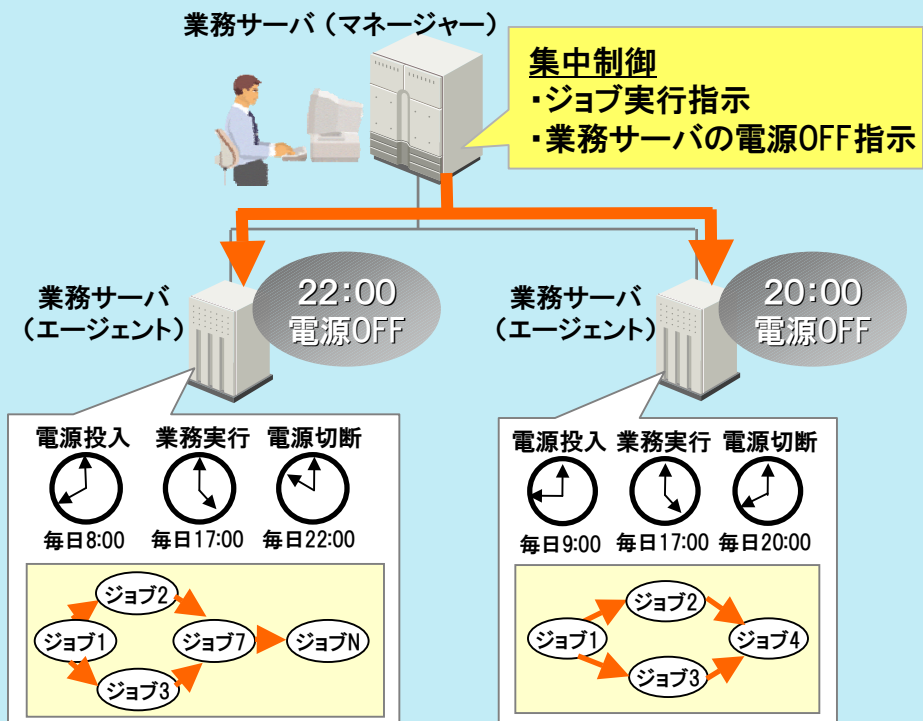 業務サーバ（マネージャー）
集中制御
・ジョブ実行指示
・業務サーバの電源OFF指示
業務サーバ
（エージェント）
22:00
電源OFF
業務サーバ
（エージェント）
20:00
電源OFF
電源投入 業務実行 電源切断
毎日8:00 毎日17:00 毎日22:00
ジョブ2
ジョブ1 ジョブ7 ジョブN
ジョブ3
電源投入 業務実行 電源切断
毎日9:00 毎日17:00 毎日20:00
ジョブ2
ジョブ1 ジョブ4
ジョブ3